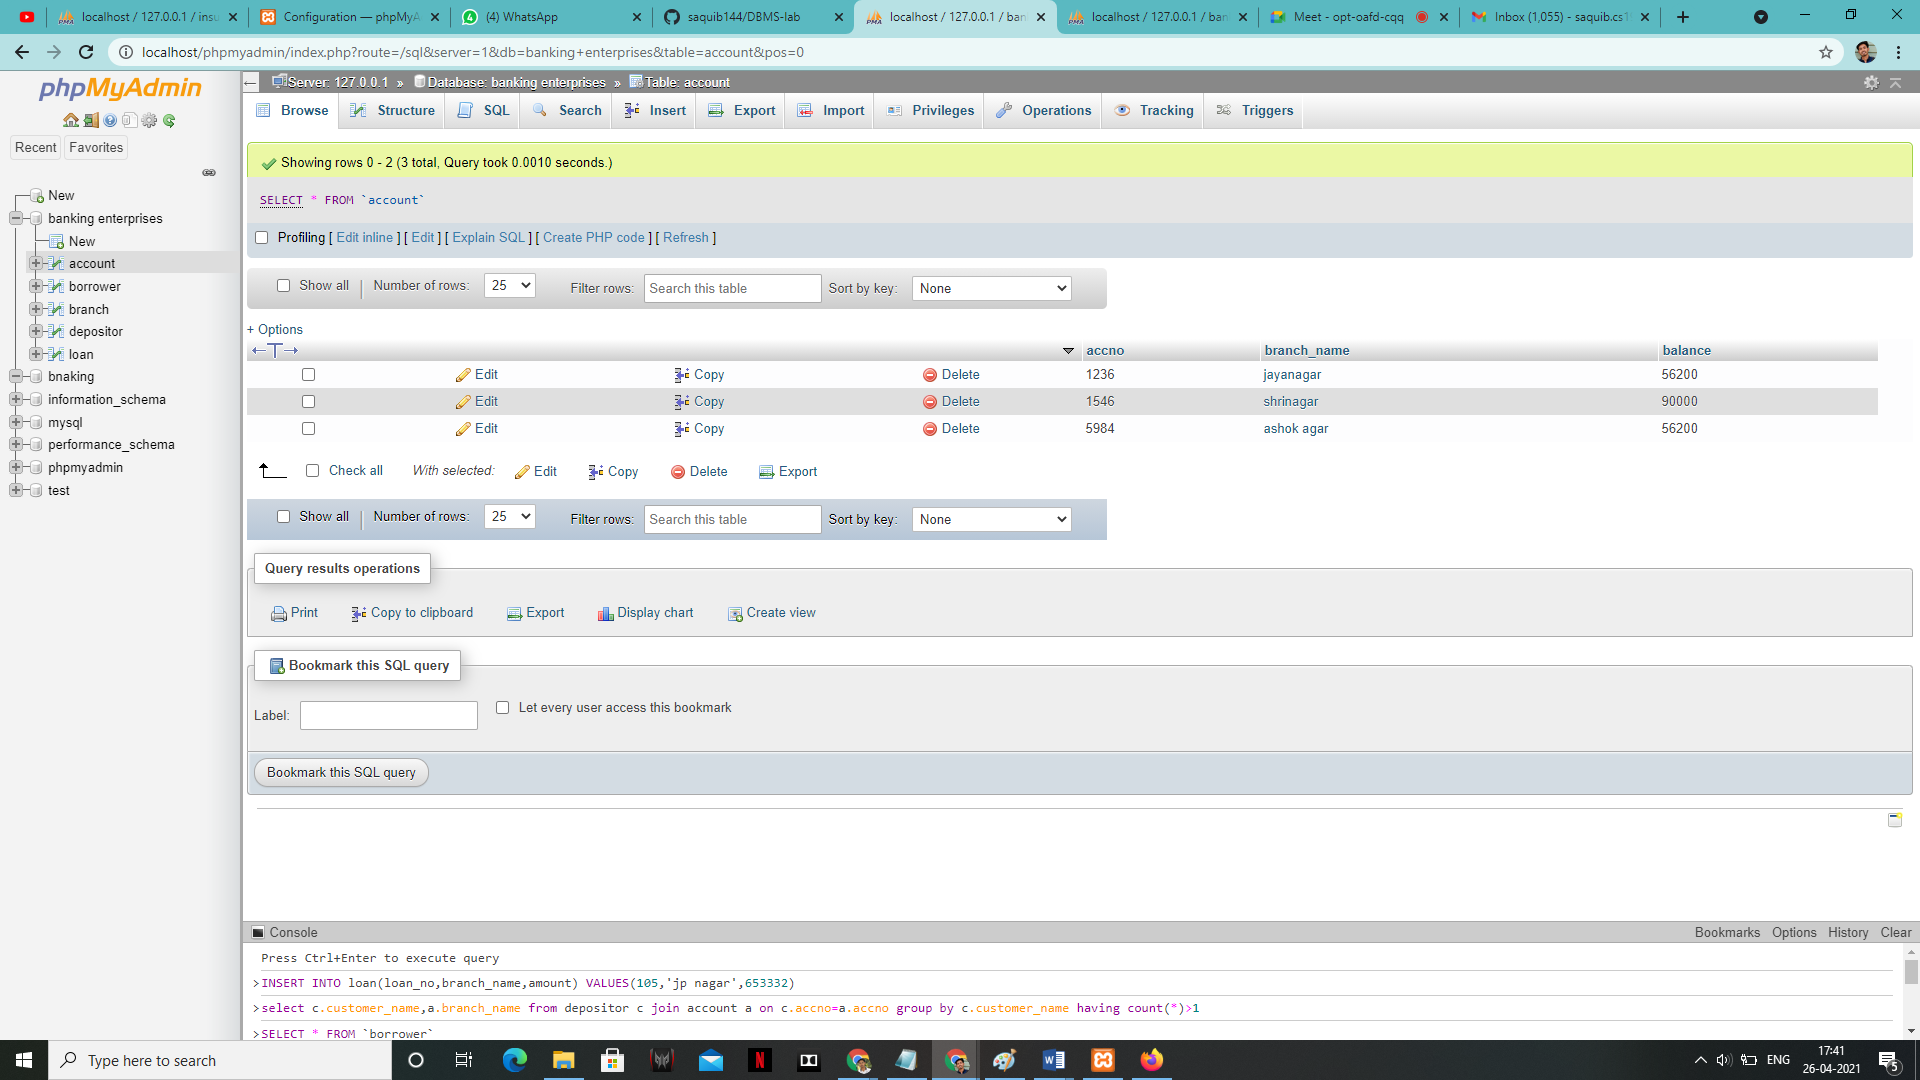 localhost / 127.0.0.1 / insu
Configuration — phpMyA
(4) WhatsApp
saquib144/DBMS-lab
localhost / 127.0.0.1 / ban
localhost / 127.0.0.1 / ban
Meet - opt-oafd-cqq
Inbox (1,055) - saquib.cs1
localhost/phpmyadmin/index.php?route=/sql&server=1&db=banking+enterprises&table=account&pos=0
phpMyAdmin
Recent
Favorites
New
banking enterprises
New
account
borrower
branch
depositor
loan
bnaking
information_schema
mysql
performance_schema
phpmyadmin
test
Server: 127.0.0.1 » Database: banking enterprises » Table: account
Browse Structure SQL Search Insert Export Import Privileges Operations Tracking Triggers
Showing rows 0 - 2 (3 total, Query took 0.0010 seconds.)
SELECT * FROM `account`
Profiling [ Edit inline ] [ Edit ] [ Explain SQL ] [ Create PHP code ] [ Refresh ]
Show all Number of rows: 25 Filter rows: Search this table Sort by key: None
+ Options
←T→ accno branch_name balance
Edit Copy Delete 1236 jayanagar 56200
Edit Copy Delete 1546 shrinagar 90000
Edit Copy Delete 5984 ashok agar 56200
Check all With selected: Edit Copy Delete Export
Show all Number of rows: 25 Filter rows: Search this table Sort by key: None
Query results operations
Print Copy to clipboard Export Display chart Create view
Bookmark this SQL query
Label: Let every user access this bookmark
Bookmark this SQL query
Console Bookmarks Options History Clear
Press Ctrl+Enter to execute query
>INSERT INTO loan(loan_no,branch_name,amount) VALUES(105,'jp nagar',653332)
>select c.customer_name,a.branch_name from depositor c join account a on c.accno=a.accno group by c.customer_name having count(*)>1
>SELECT * FROM `borrower`
Type here to search
ENG
17:41
26-04-2021
5